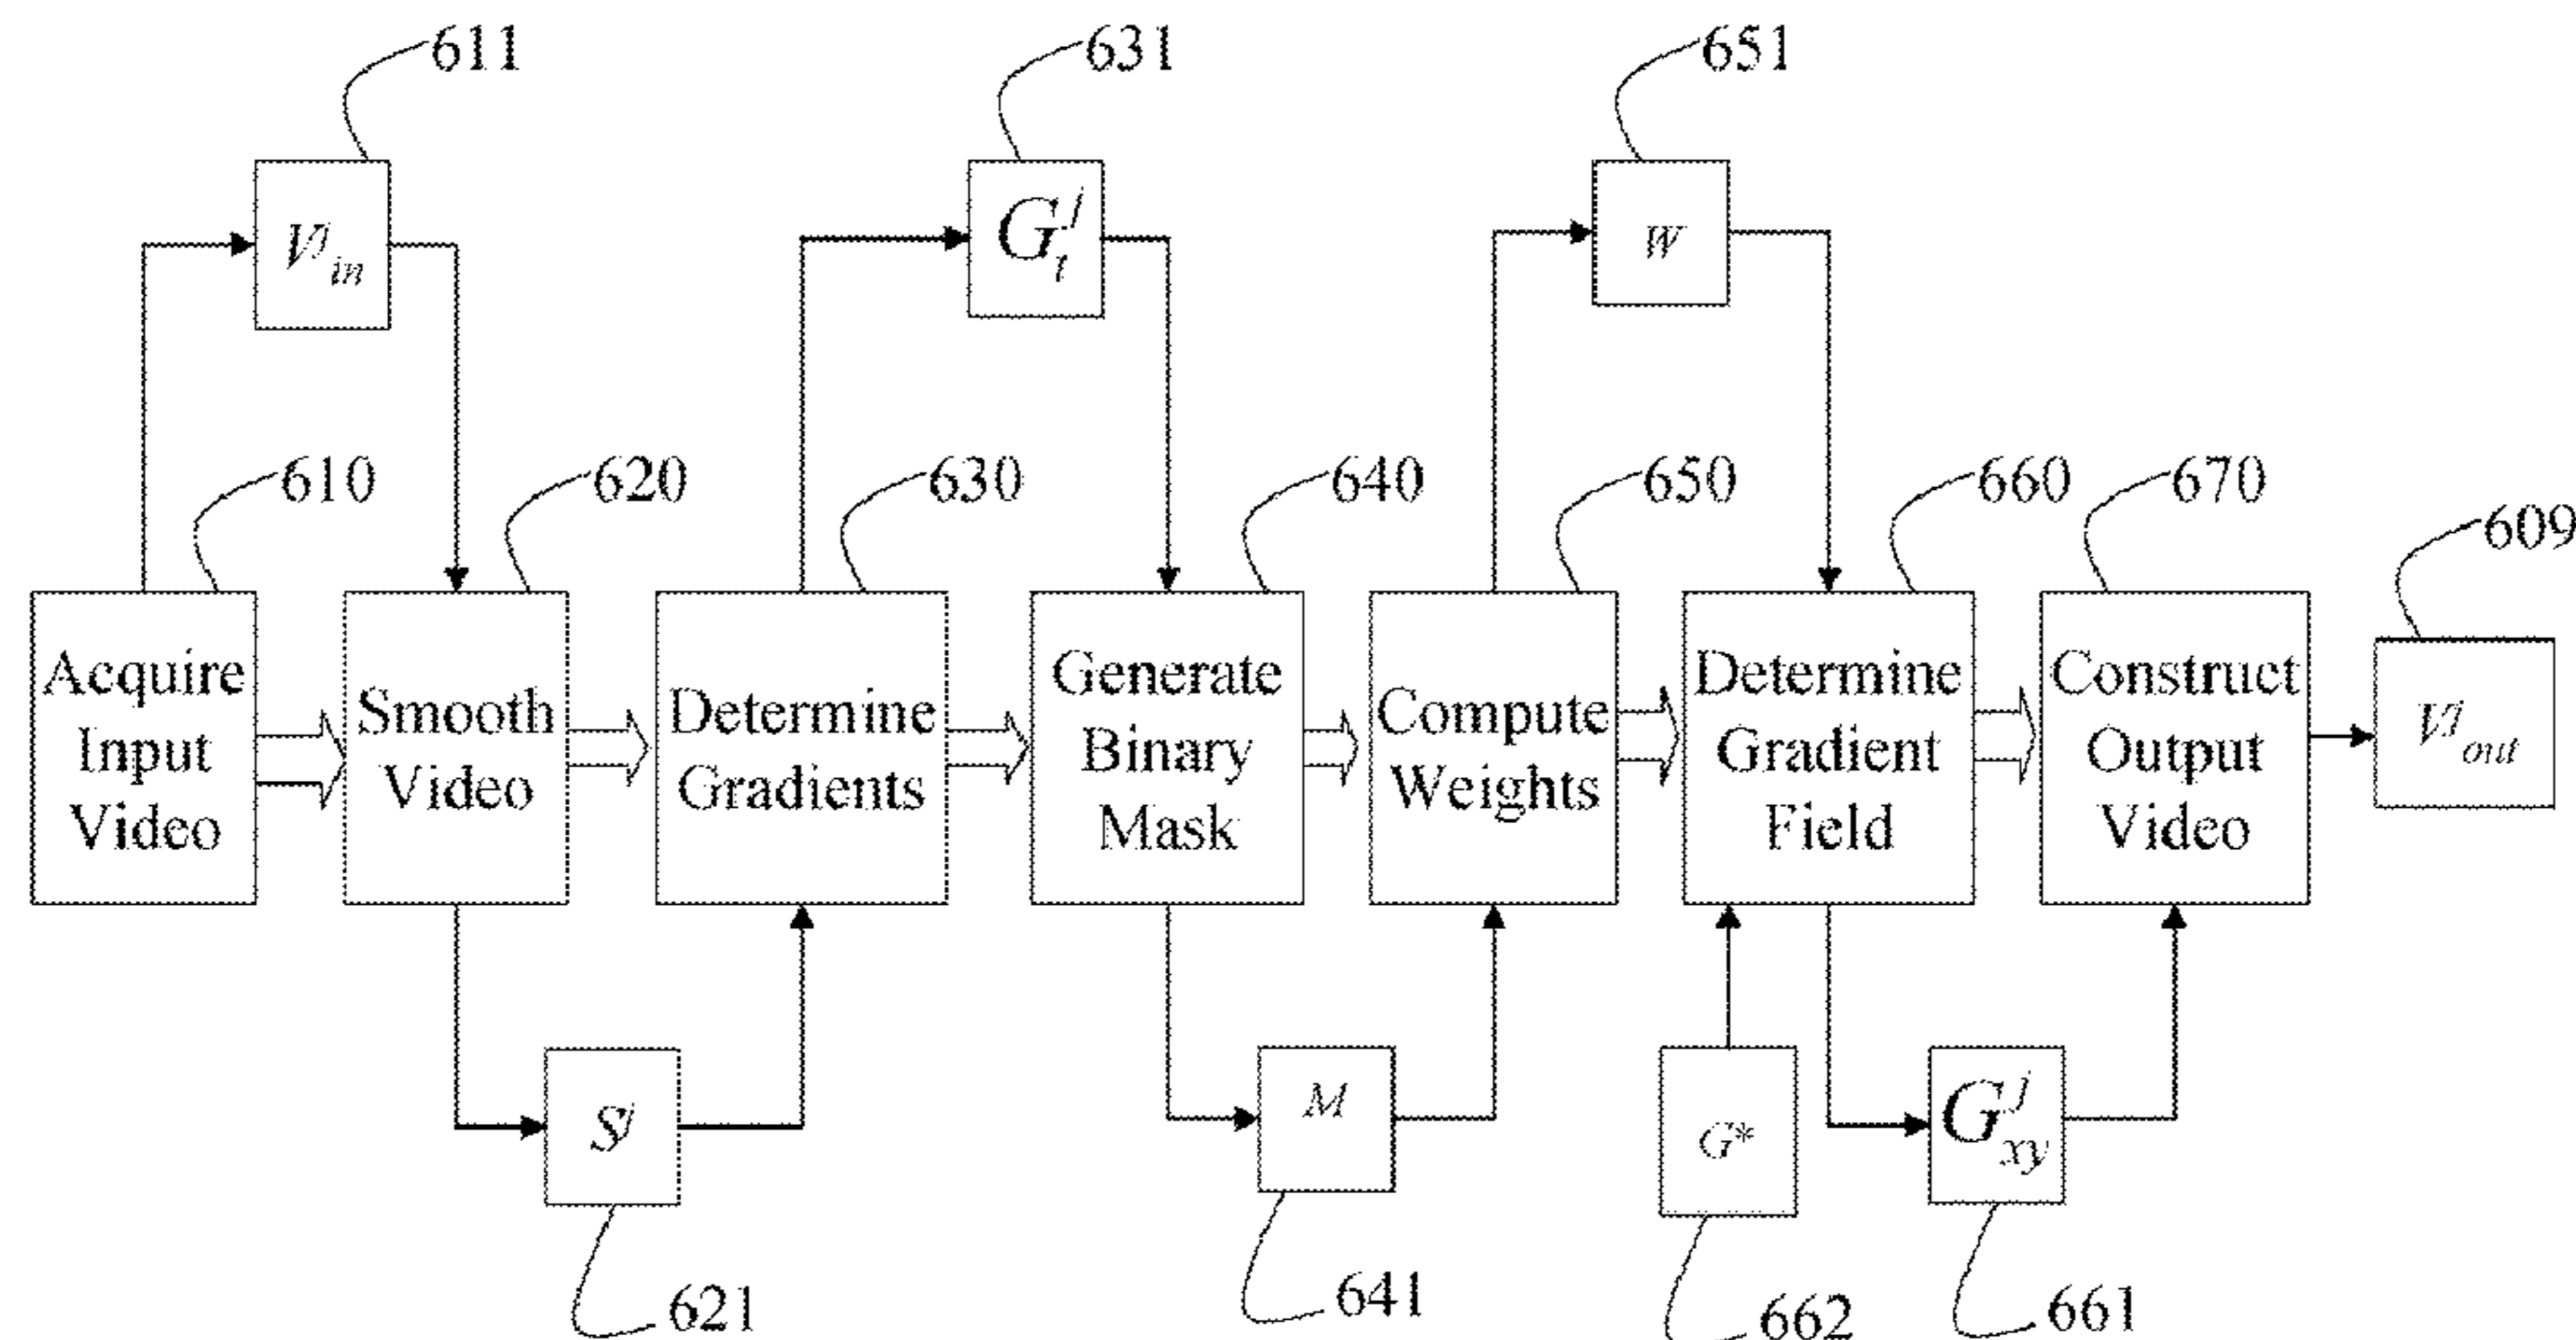 611
631
651
V^j_in
G^j_t
W
610
620
630
640
650
660
670
609
Acquire
Input
Video
Smooth
Video
Determine
Gradients
Generate
Binary
Mask
Compute
Weights
Determine
Gradient
Field
Construct
Output
Video
V^j_out
S^j
M
G*
G^j_xy
621
641
662
661